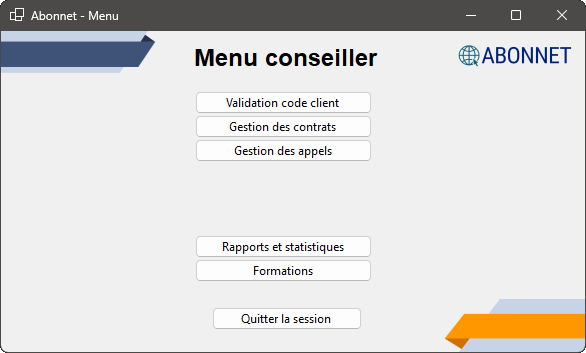 Abonnet - Menu
Menu conseiller
ABONNET
Validation code client
Gestion des contrats
Gestion des appels
Rapports et statistiques
Formations
Quitter la session